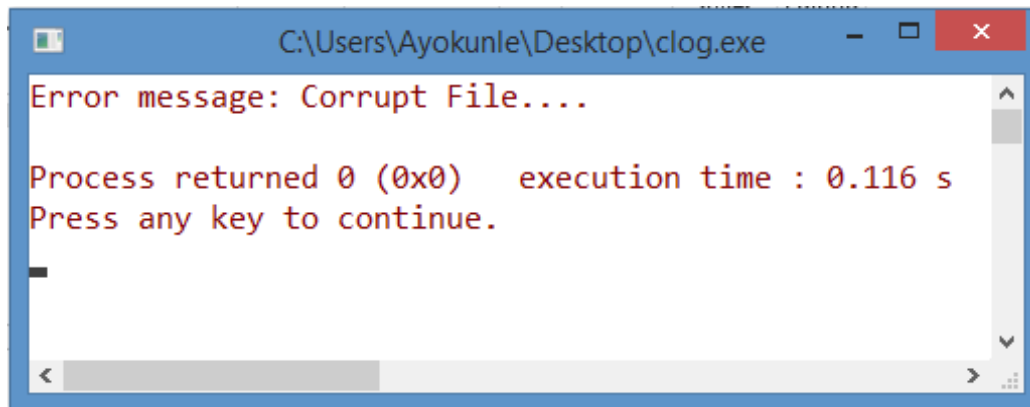 C:\Users\Ayokunle\Desktop\clog.exe
Error message: Corrupt File....
Process returned 0 (0x0)   execution time : 0.116 s
Press any key to continue.